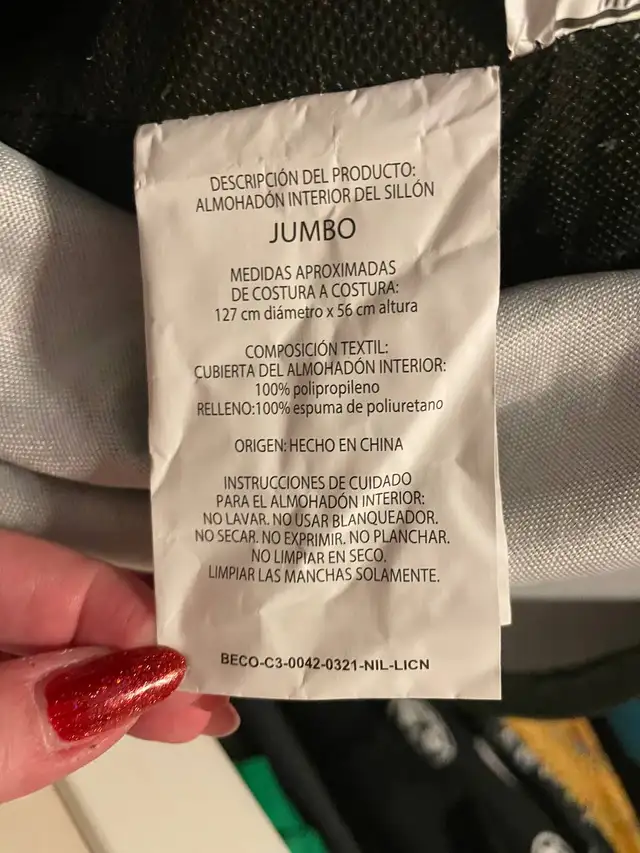 DESCRIPCIÓN DEL PRODUCTO:
ALMOHADÓN INTERIOR DEL SILLÓN
JUMBO
MEDIDAS APROXIMADAS
DE COSTURA A COSTURA:
127 cm diámetro x 56 cm altura
COMPOSICIÓN TEXTIL:
CUBIERTA DEL ALMOHADÓN INTERIOR:
100% polipropileno
RELLENO:100% espuma de poliuretano
ORIGEN: HECHO EN CHINA
INSTRUCCIONES DE CUIDADO
PARA EL ALMOHADÓN INTERIOR:
NO LAVAR. NO USAR BLANQUEADOR.
NO SECAR. NO EXPRIMIR. NO PLANCHAR.
NO LIMPIAR EN SECO.
LIMPIAR LAS MANCHAS SOLAMENTE.
BECO-C3-0042-0321-NIL-LICN